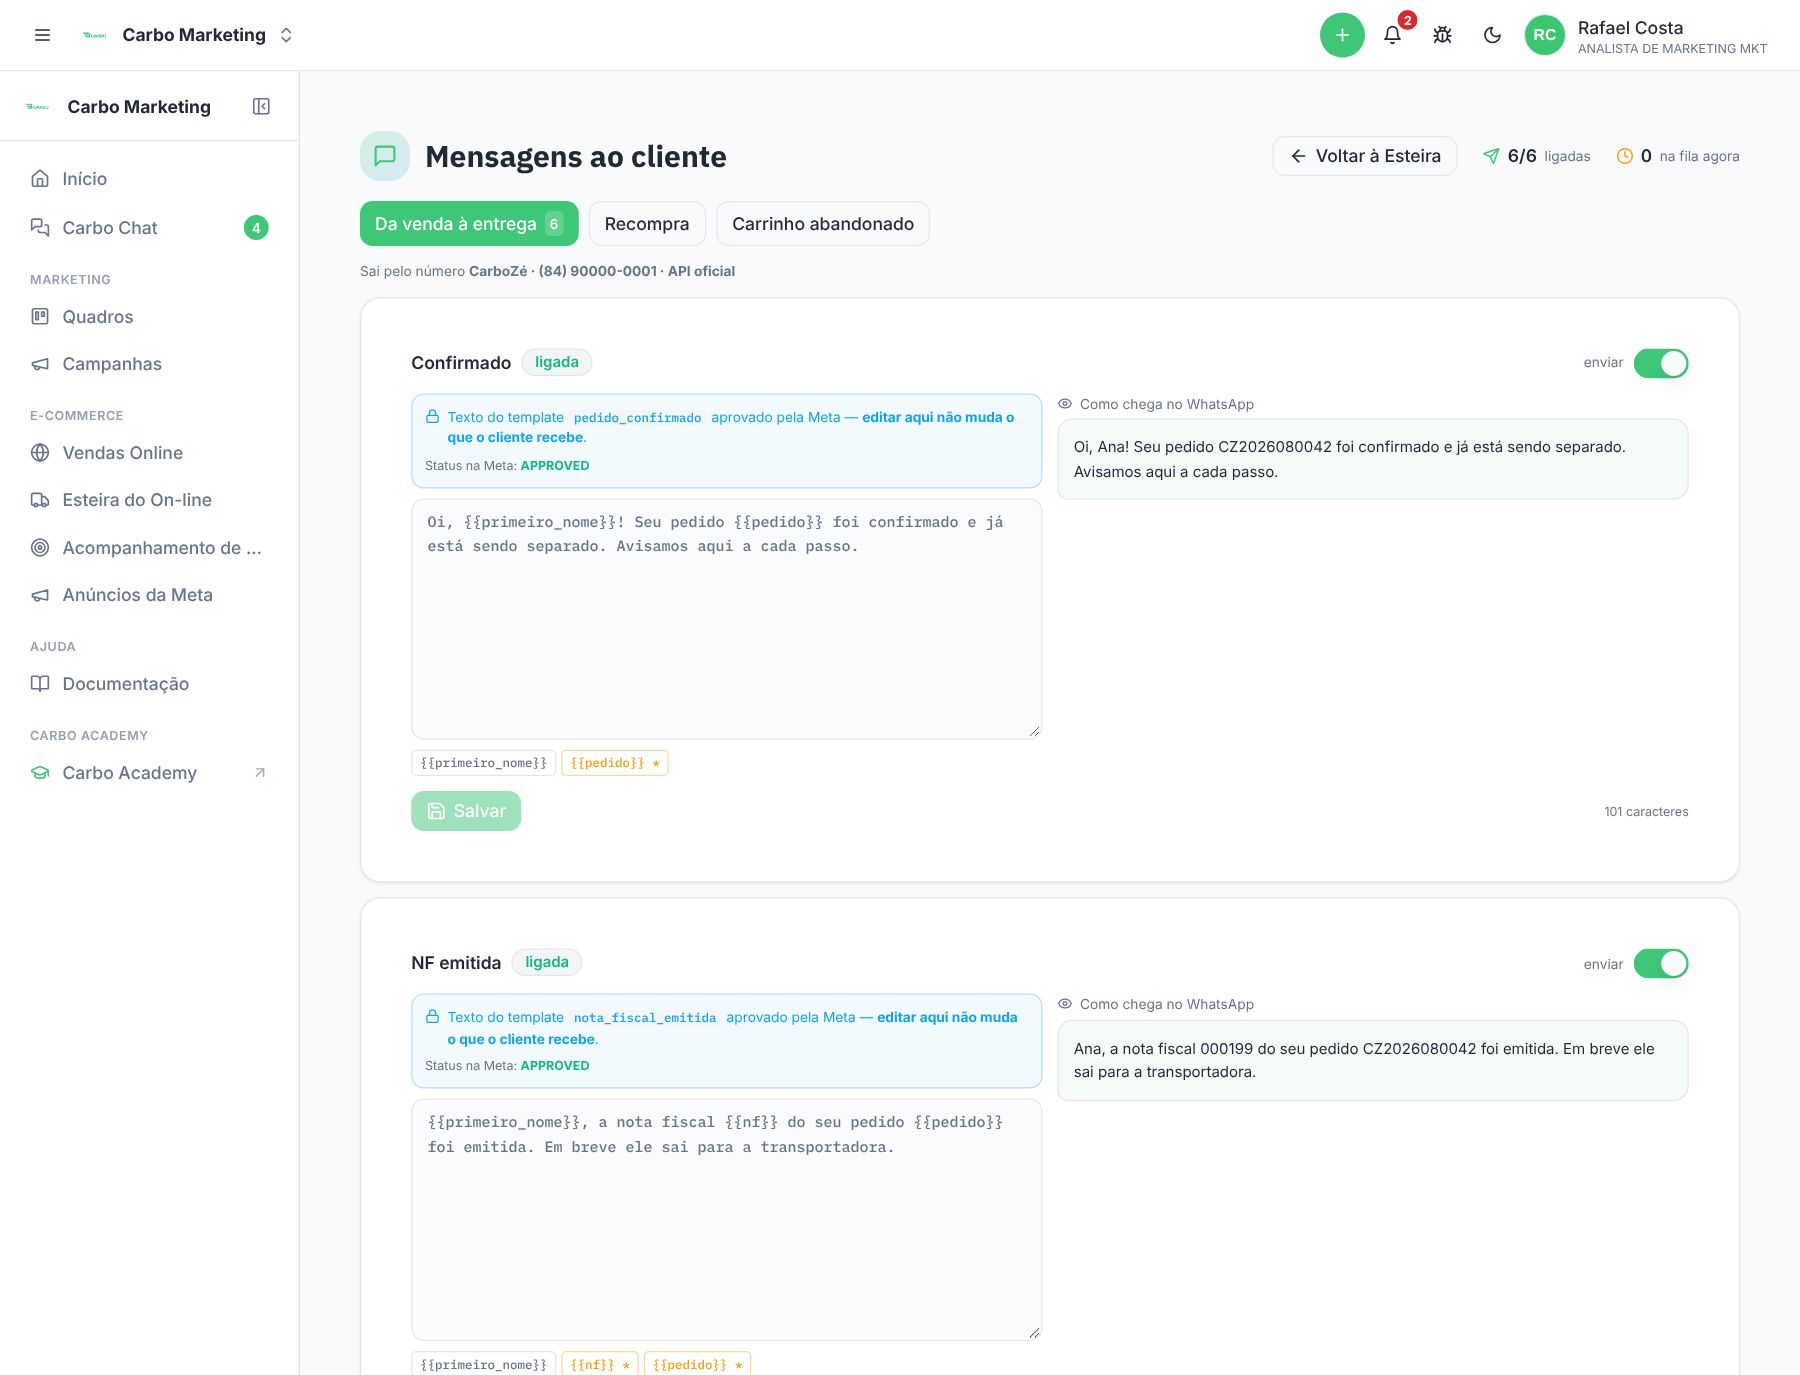 Carbo Marketing
2
RC
Rafael Costa
ANALISTA DE MARKETING MKT
Carbo Marketing
Início
Carbo Chat
4
MARKETING
Quadros
Campanhas
E-COMMERCE
Vendas Online
Esteira do On-line
Acompanhamento de ...
Anúncios da Meta
AJUDA
Documentação
CARBO ACADEMY
Carbo Academy
Mensagens ao cliente
Voltar à Esteira
6/6 ligadas
0 na fila agora
Da venda à entrega 6
Recompra
Carrinho abandonado
Sai pelo número CarboZé · (84) 90000-0001 · API oficial
Confirmado
ligada
enviar
Texto do template pedido_confirmado aprovado pela Meta — editar aqui não muda o
que o cliente recebe.
Status na Meta: APPROVED
Como chega no WhatsApp
Oi, Ana! Seu pedido CZ2026080042 foi confirmado e já está sendo separado.
Avisamos aqui a cada passo.
Oi, {{primeiro_nome}}! Seu pedido {{pedido}} foi confirmado e já
está sendo separado. Avisamos aqui a cada passo.
{{primeiro_nome}}
{{pedido}} *
Salvar
101 caracteres
NF emitida
ligada
enviar
Texto do template nota_fiscal_emitida aprovado pela Meta — editar aqui não muda
o que o cliente recebe.
Status na Meta: APPROVED
Como chega no WhatsApp
Ana, a nota fiscal 000199 do seu pedido CZ2026080042 foi emitida. Em breve ele
sai para a transportadora.
{{primeiro_nome}}, a nota fiscal {{nf}} do seu pedido {{pedido}}
foi emitida. Em breve ele sai para a transportadora.
{{primeiro_nome}}
{{nf}} *
{{pedido}} *